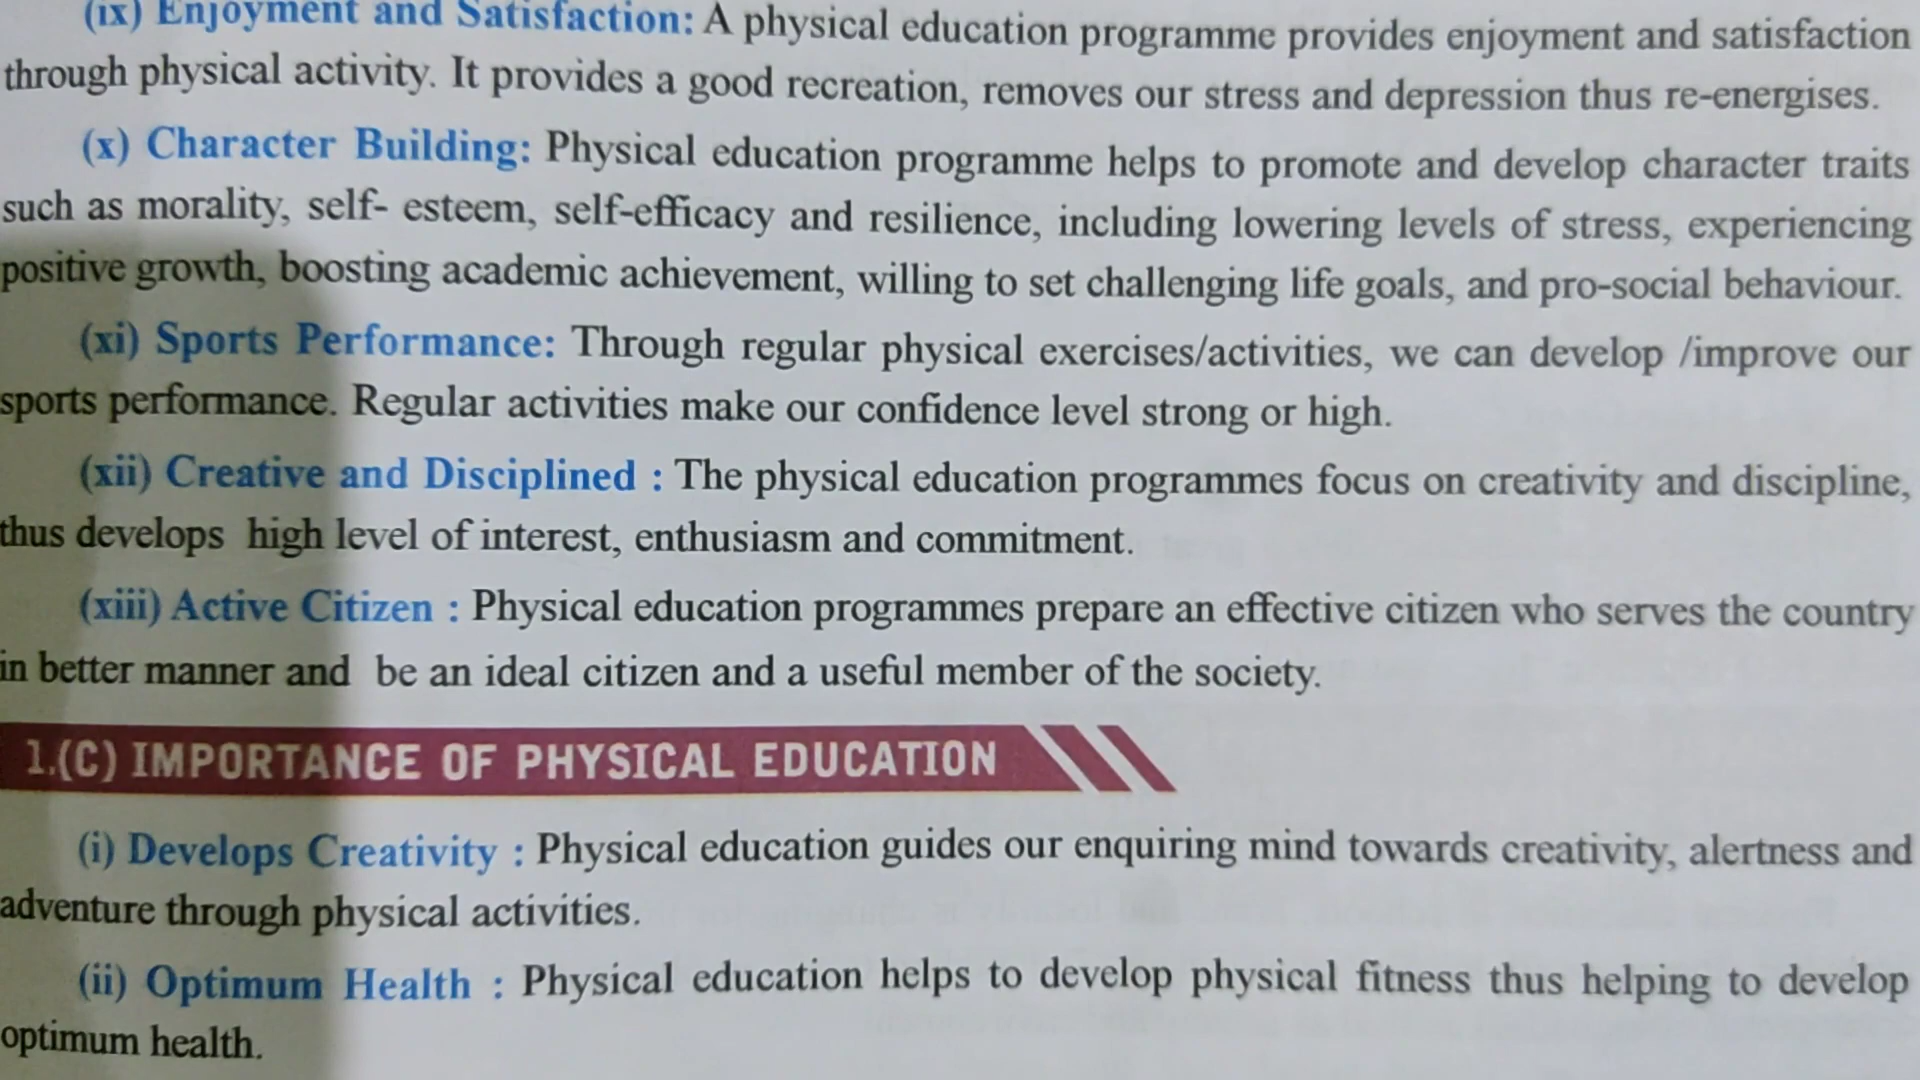 (ix) Enjoyment and Satisfaction: A physical education programme provides enjoyment and satisfaction
through physical activity. It provides a good recreation, removes our stress and depression thus re-energises.
(x) Character Building: Physical education programme helps to promote and develop character traits
such as morality, self- esteem, self-efficacy and resilience, including lowering levels of stress, experiencing
positive growth, boosting academic achievement, willing to set challenging life goals, and pro-social behaviour.
(xi) Sports Performance: Through regular physical exercises/activities, we can develop /improve our
sports performance. Regular activities make our confidence level strong or high.
(xii) Creative and Disciplined : The physical education programmes focus on creativity and discipline,
thus develops high level of interest, enthusiasm and commitment.
(xiii) Active Citizen : Physical education programmes prepare an effective citizen who serves the country
in better manner and be an ideal citizen and a useful member of the society.
1.(C) IMPORTANCE OF PHYSICAL EDUCATION
(i) Develops Creativity : Physical education guides our enquiring mind towards creativity, alertness and
adventure through physical activities.
(ii) Optimum Health : Physical education helps to develop physical fitness thus helping to develop
optimum health.